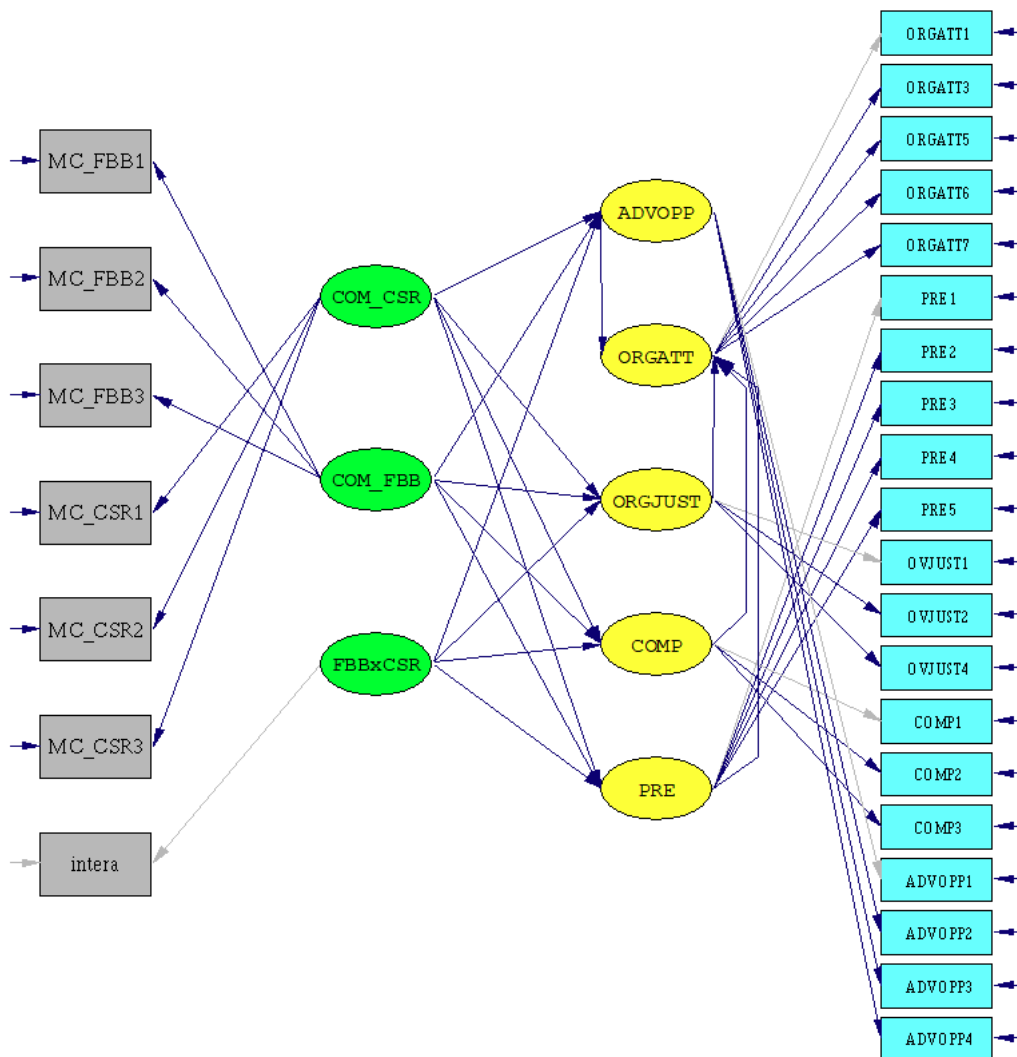 MC_FBB1
MC_FBB2
MC_FBB3
MC_CSR1
MC_CSR2
MC_CSR3
intera
COM_CSR
COM_FBB
FBBxCSR
ADVOPP
ORGATT
ORGJUST
COMP
PRE
ORGATT1
ORGATT3
ORGATT5
ORGATT6
ORGATT7
PRE1
PRE2
PRE3
PRE4
PRE5
OVJUST1
OVJUST2
OVJUST4
COMP1
COMP2
COMP3
ADVOPP1
ADVOPP2
ADVOPP3
ADVOPP4